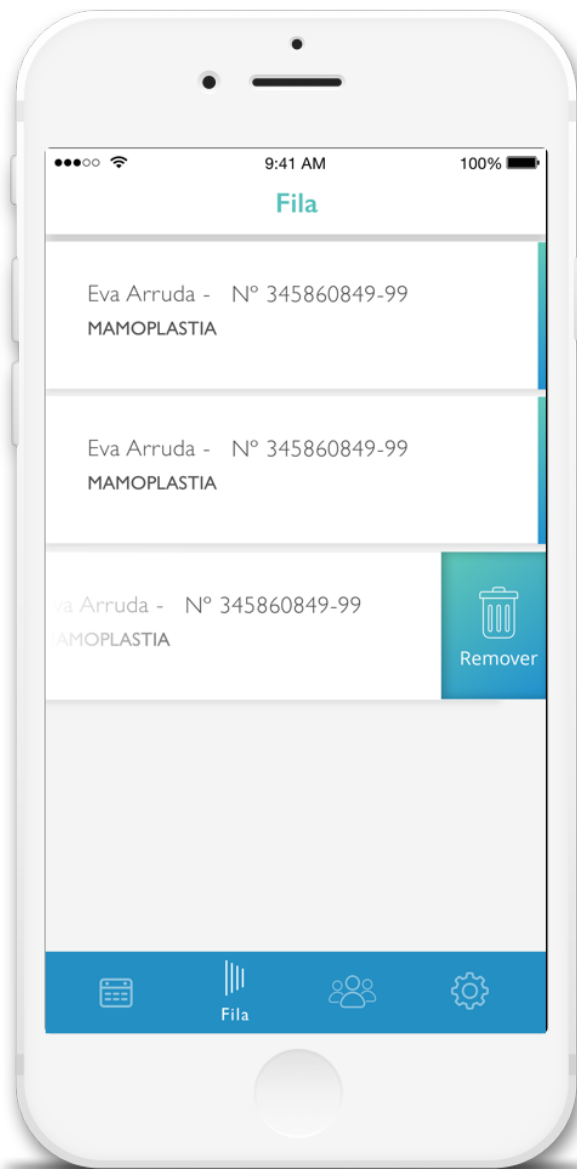 9:41 AM
100%
Fila
Eva Arruda - Nº 345860849-99
MAMOPLASTIA
Eva Arruda - Nº 345860849-99
MAMOPLASTIA
va Arruda - Nº 345860849-99
AMOPLASTIA
Remover
Fila